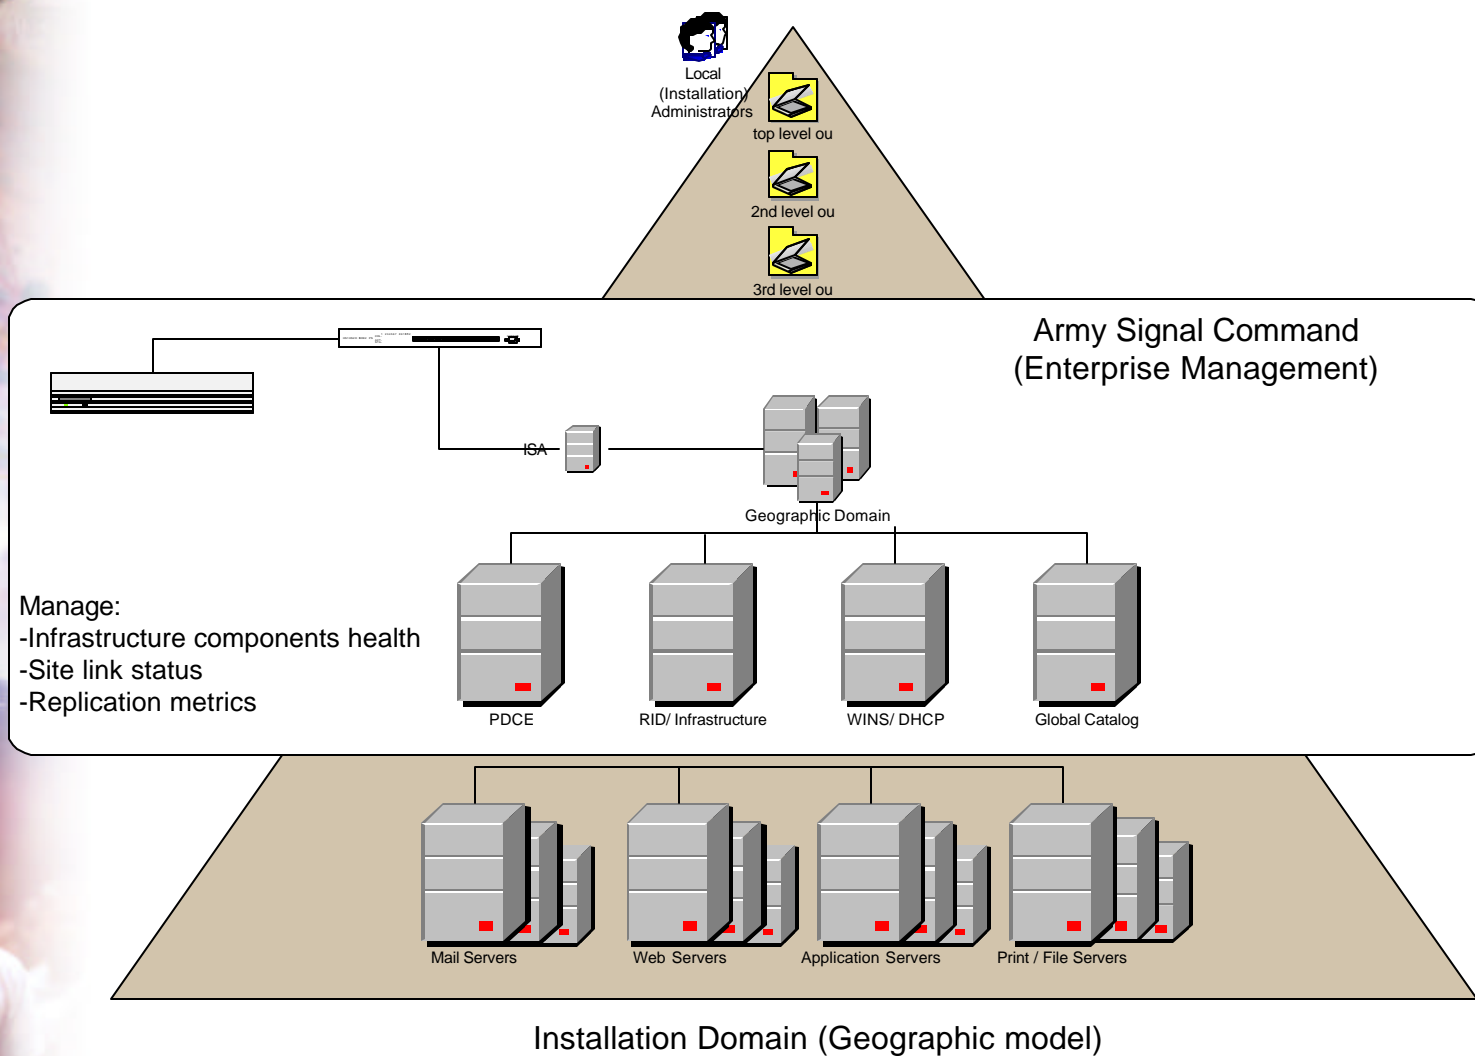 Local
(Installation)
Administrators
top level ou
2nd level ou
3rd level ou
Army Signal Command
(Enterprise Management)
ISA
Geographic Domain
Manage:
-Infrastructure components health
-Site link status
-Replication metrics
PDCE
RID/ Infrastructure
WINS/ DHCP
Global Catalog
Mail Servers
Web Servers
Application Servers
Print / File Servers
Installation Domain (Geographic model)